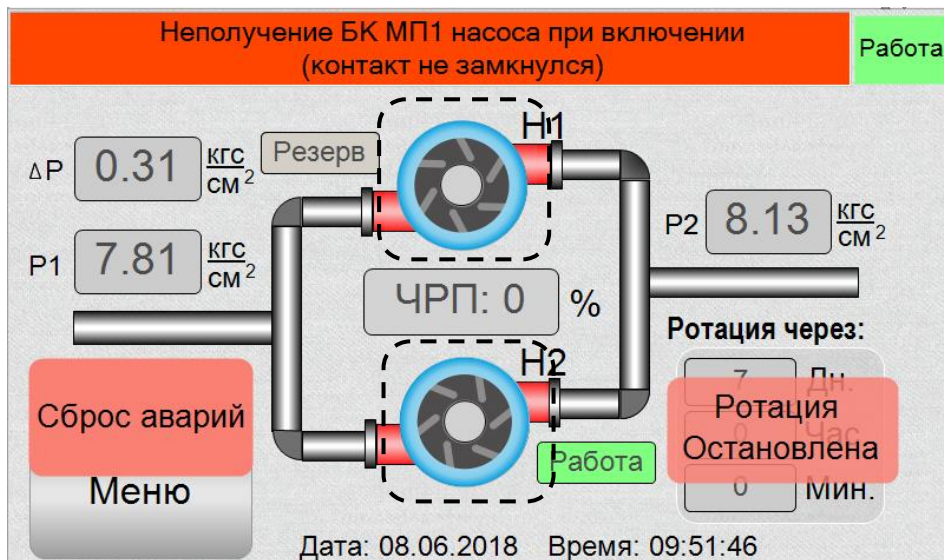 Неполучение БК МП1 насоса при включении
(контакт не замкнулся)
Работа
Н1
Резерв
ΔP 0.31 кгс/см²
P1 7.81 кгс/см²
P2 8.13 кгс/см²
ЧРП: 0 %
Ротация через:
Н2
7 Дн.
Ротация
0 Час
Остановлена
0 Мин.
Сброс аварий
Меню
Работа
Дата: 08.06.2018 Время: 09:51:46